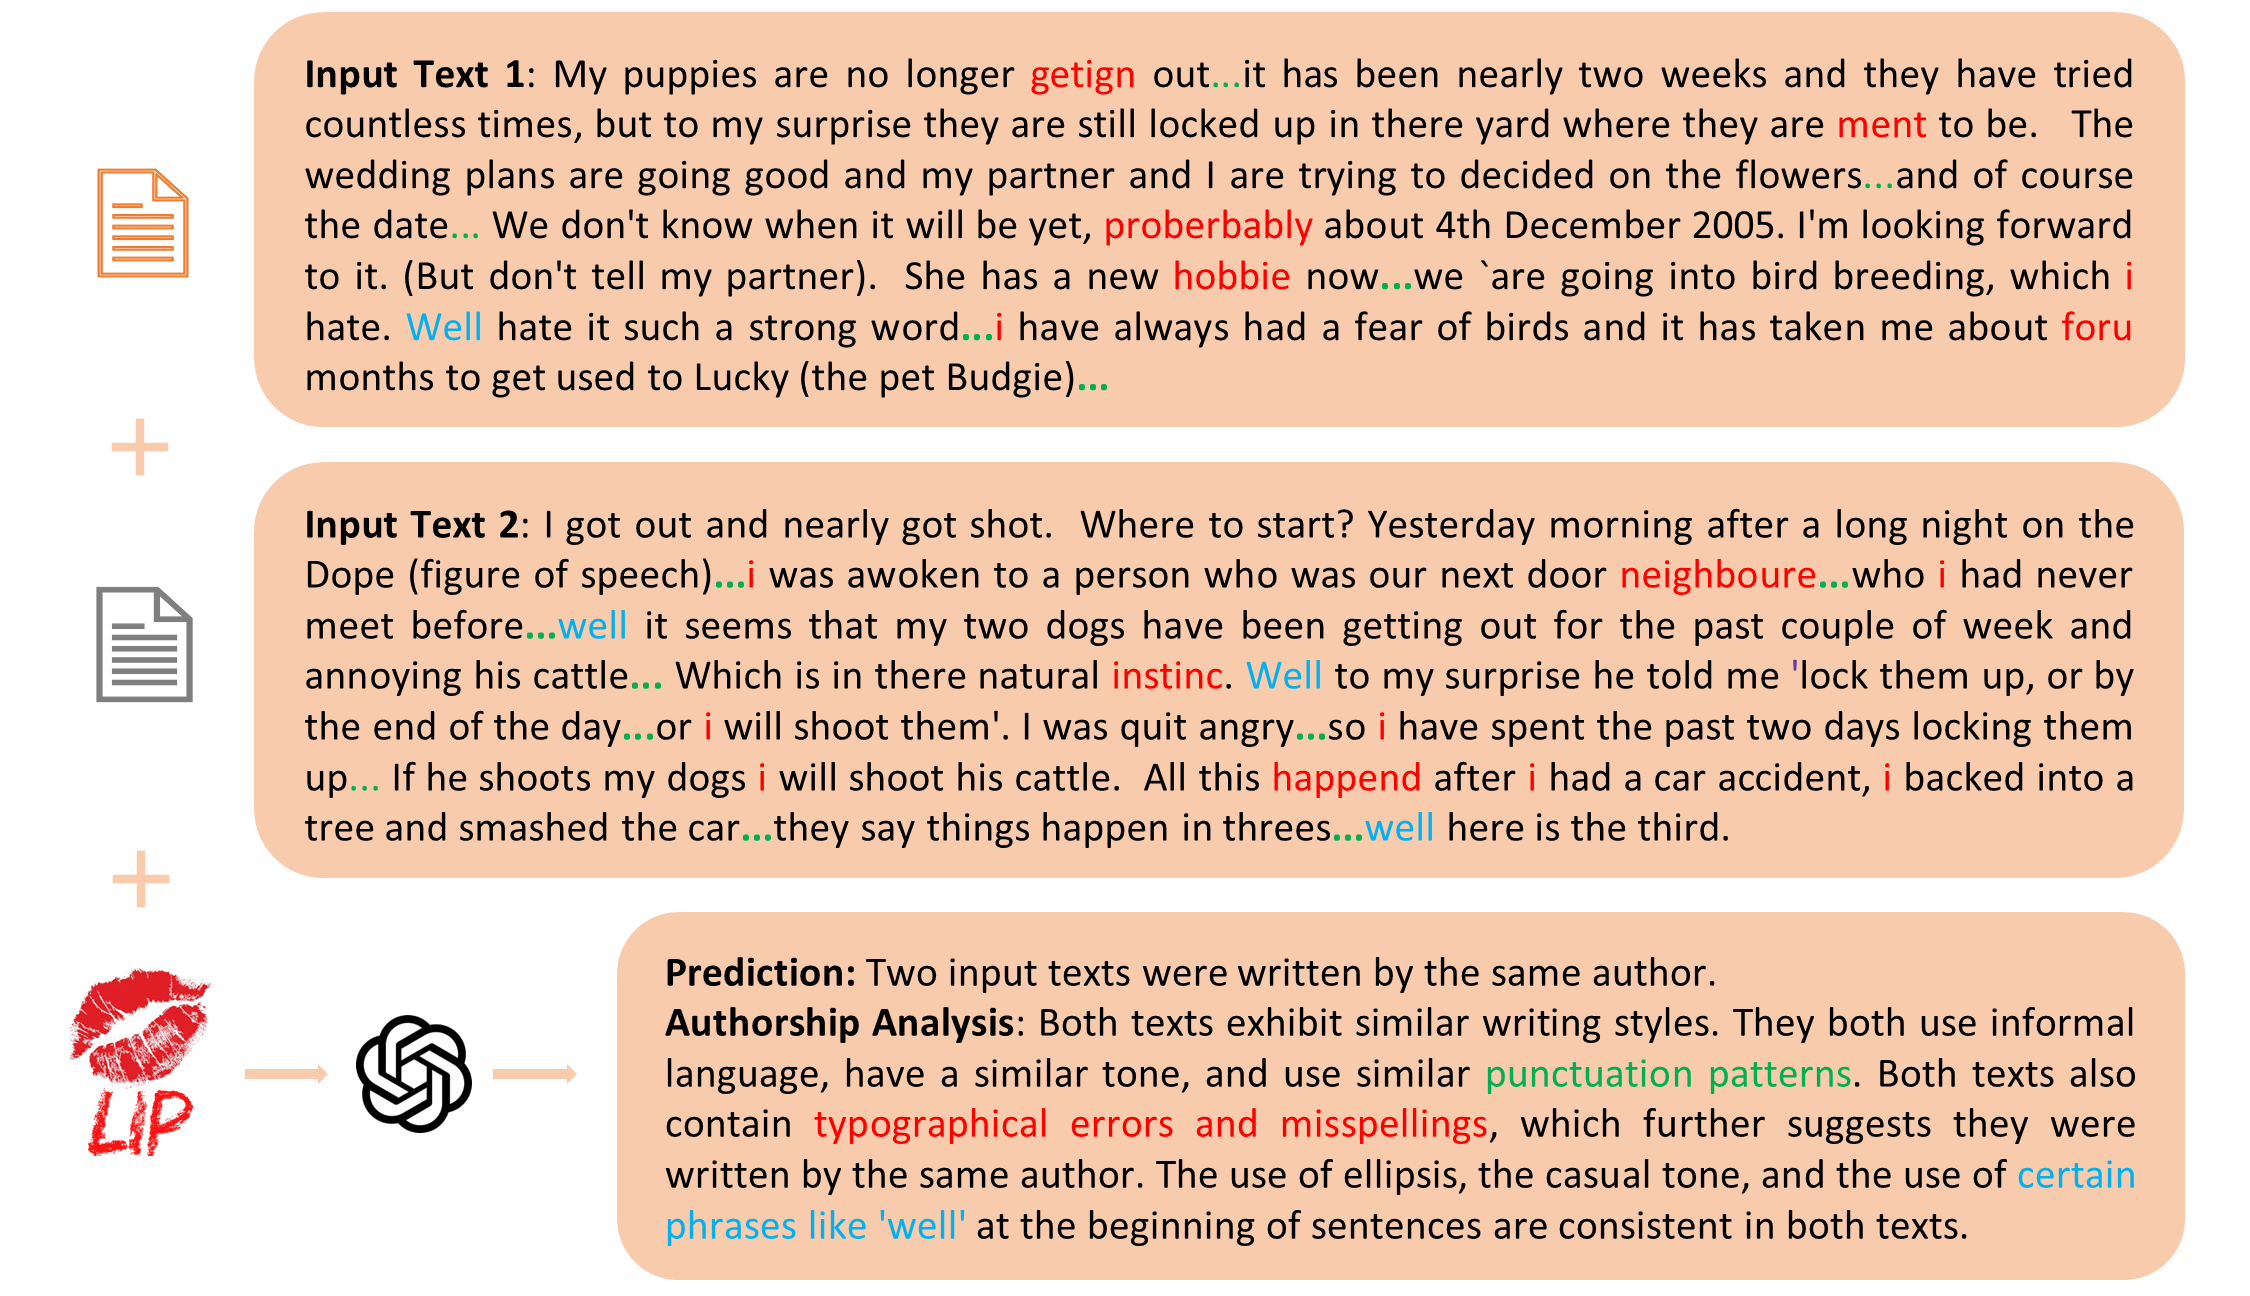 Input Text 1: My puppies are no longer getign out...it has been nearly two weeks and they have tried
countless times, but to my surprise they are still locked up in there yard where they are ment to be.  The
wedding plans are going good and my partner and I are trying to decided on the flowers...and of course
the date... We don't know when it will be yet, proberbably about 4th December 2005. I'm looking forward
to it. (But don't tell my partner).  She has a new hobbie now...we `are going into bird breeding, which i
hate. Well hate it such a strong word...i have always had a fear of birds and it has taken me about foru
months to get used to Lucky (the pet Budgie)...
Input Text 2: I got out and nearly got shot.  Where to start? Yesterday morning after a long night on the
Dope (figure of speech)...i was awoken to a person who was our next door neighboure...who i had never
meet before...well it seems that my two dogs have been getting out for the past couple of week and
annoying his cattle... Which is in there natural instinc. Well to my surprise he told me 'lock them up, or by
the end of the day...or i will shoot them'. I was quit angry...so i have spent the past two days locking them
up... If he shoots my dogs i will shoot his cattle.  All this happend after i had a car accident, i backed into a
tree and smashed the car...they say things happen in threes...well here is the third.
LIP
Prediction: Two input texts were written by the same author.
Authorship Analysis: Both texts exhibit similar writing styles. They both use informal
language, have a similar tone, and use similar punctuation patterns. Both texts also
contain typographical errors and misspellings, which further suggests they were
written by the same author. The use of ellipsis, the casual tone, and the use of certain
phrases like 'well' at the beginning of sentences are consistent in both texts.